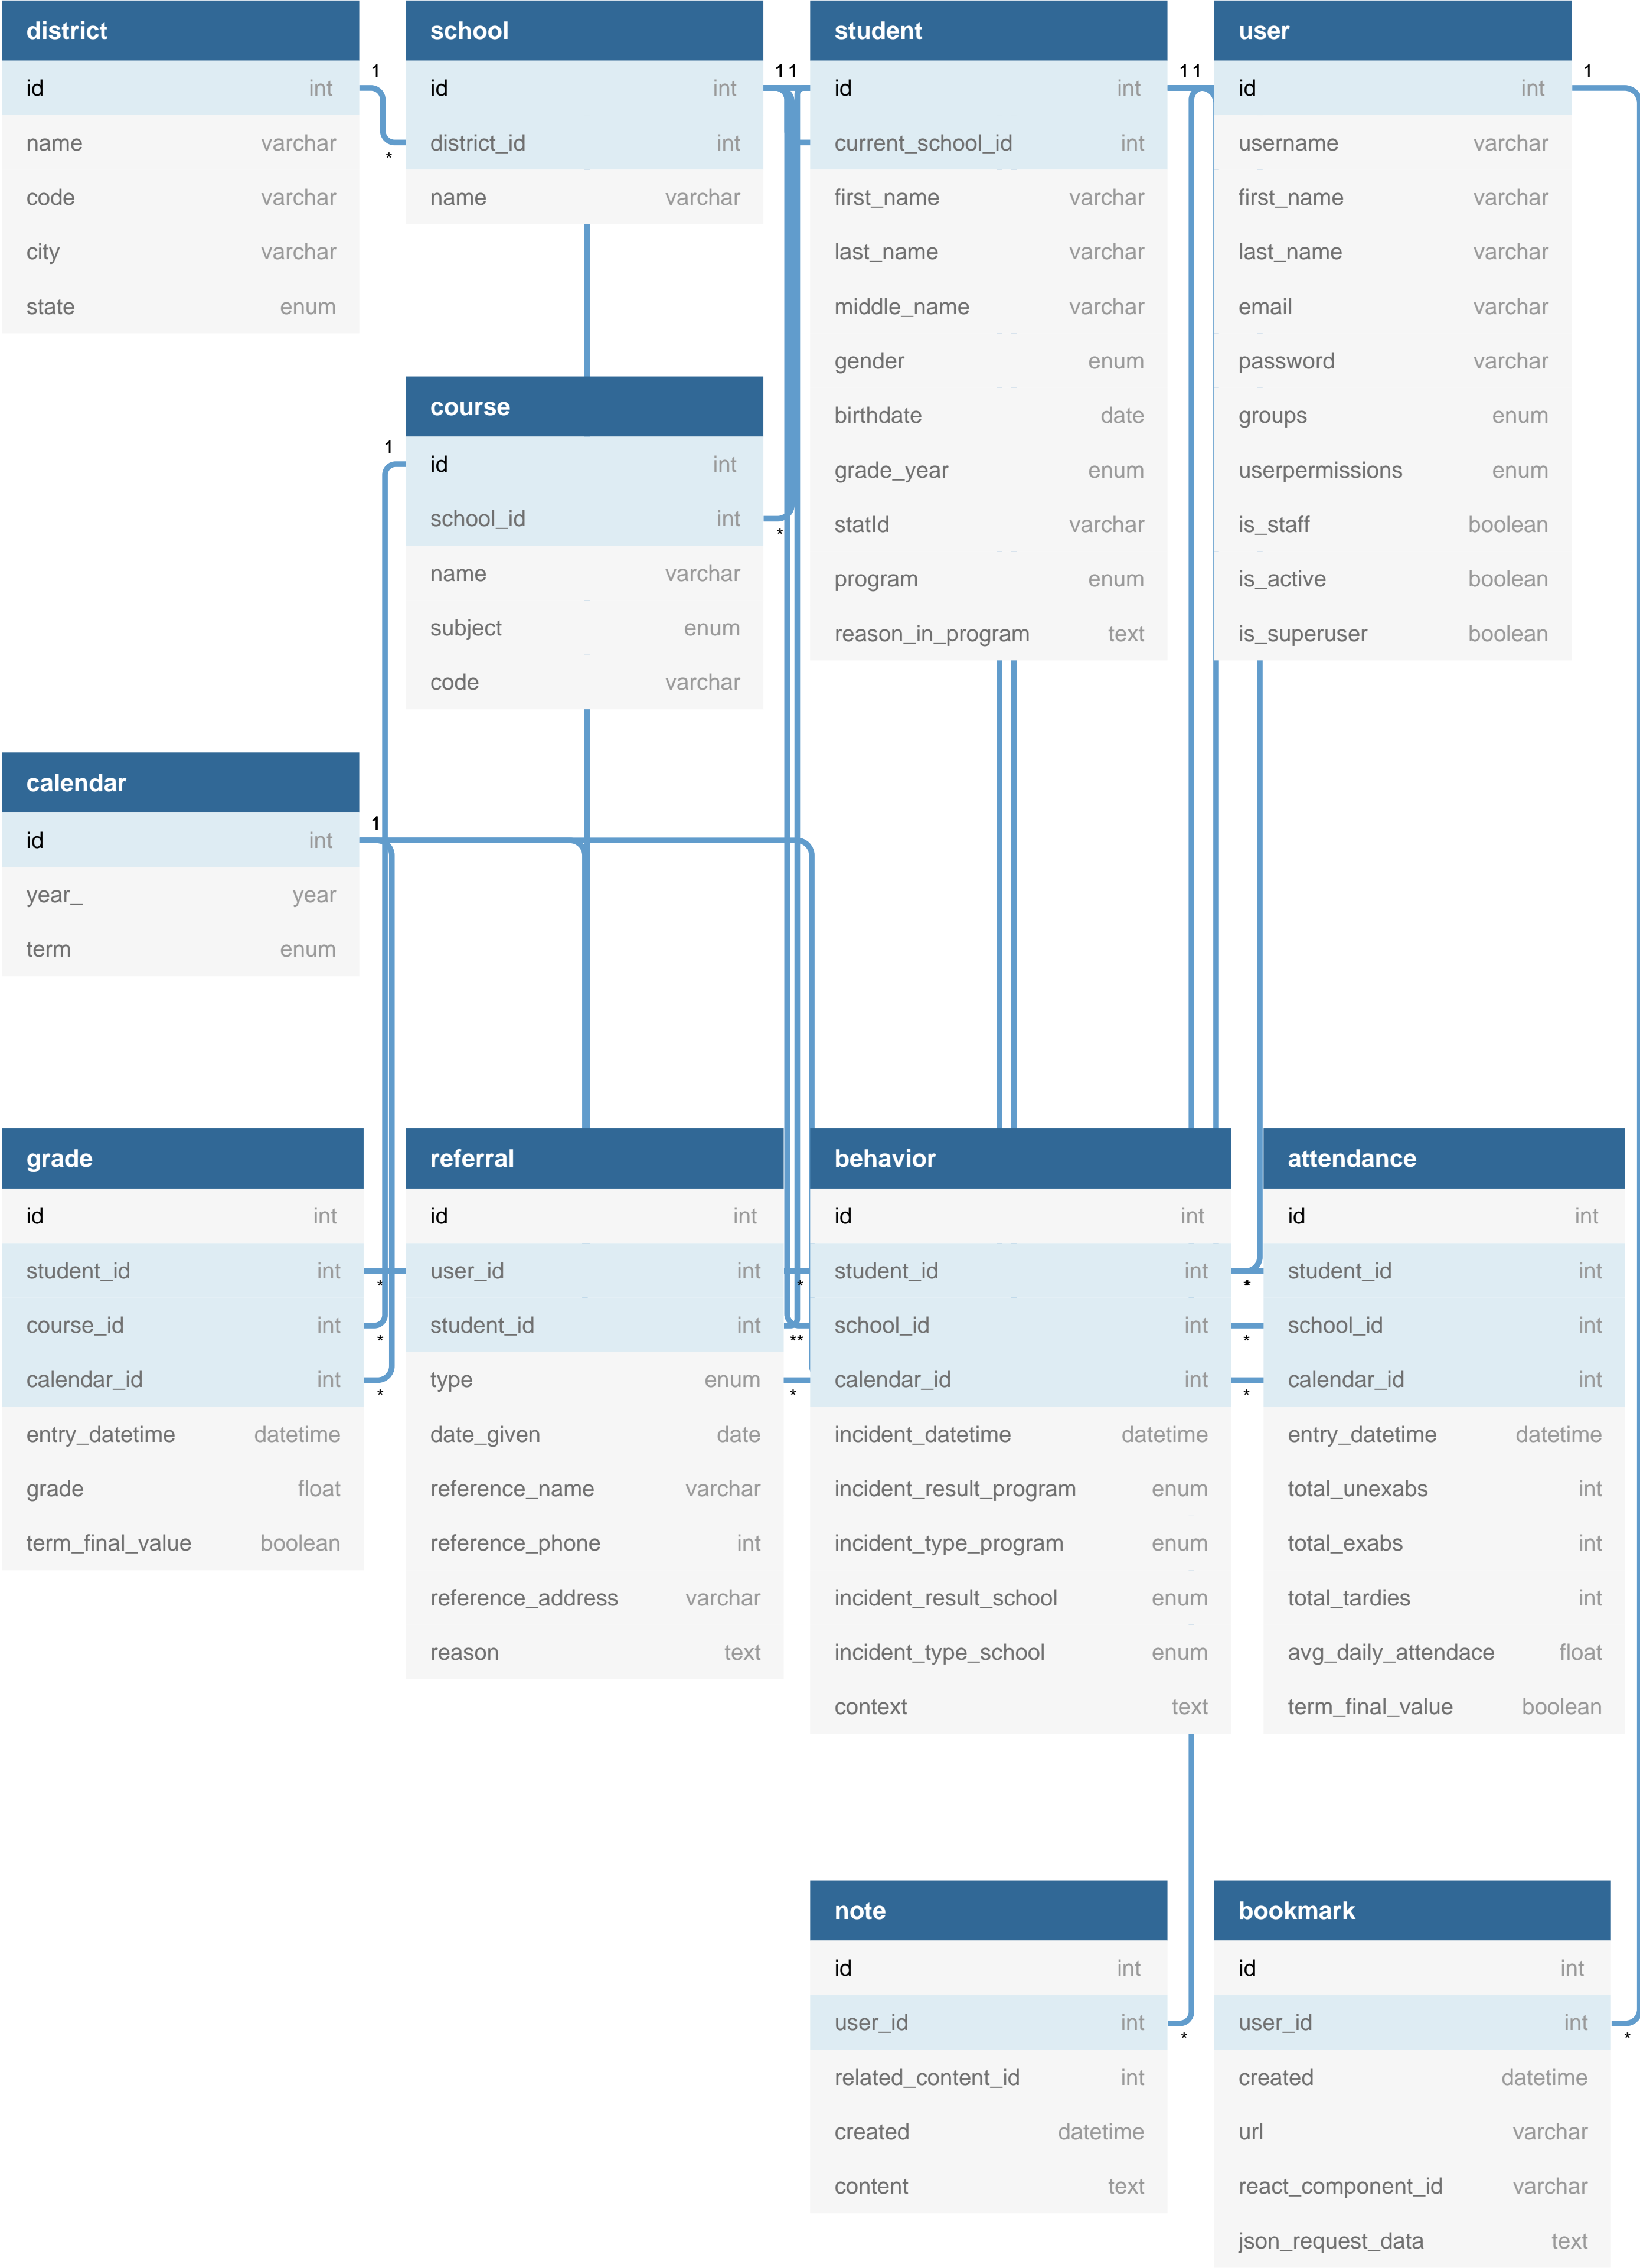 district
id int
name varchar
code varchar
city varchar
state enum
1
*
school
id int
district_id int
name varchar
1 1
student
id int
current_school_id int
first_name varchar
last_name varchar
middle_name varchar
gender enum
birthdate date
grade_year enum
statId varchar
program enum
reason_in_program text
1 1
user
id int
username varchar
first_name varchar
last_name varchar
email varchar
password varchar
groups enum
userpermissions enum
is_staff boolean
is_active boolean
is_superuser boolean
1
course
1
id int
school_id int
*
name varchar
subject enum
code varchar
calendar
id int
1
year_ year
term enum
grade
id int
student_id int
*
course_id int
*
calendar_id int
*
entry_datetime datetime
grade float
term_final_value boolean
referral
id int
user_id int
*
student_id int
**
type enum
*
date_given date
reference_name varchar
reference_phone int
reference_address varchar
reason text
behavior
id int
student_id int
*
school_id int
*
calendar_id int
*
incident_datetime datetime
incident_result_program enum
incident_type_program enum
incident_result_school enum
incident_type_school enum
context text
attendance
id int
student_id int
school_id int
calendar_id int
entry_datetime datetime
total_unexabs int
total_exabs int
total_tardies int
avg_daily_attendace float
term_final_value boolean
note
id int
user_id int
*
related_content_id int
created datetime
content text
bookmark
id int
user_id int
*
created datetime
url varchar
react_component_id varchar
json_request_data text